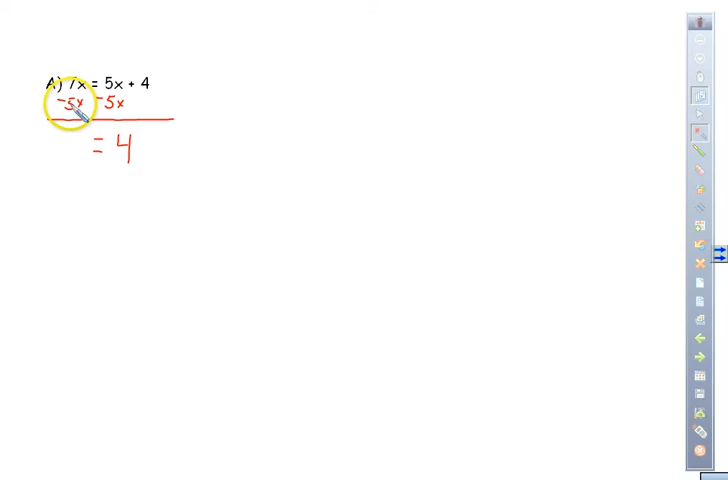 A) 7x = 5x + 4
-5x -5x
= 4